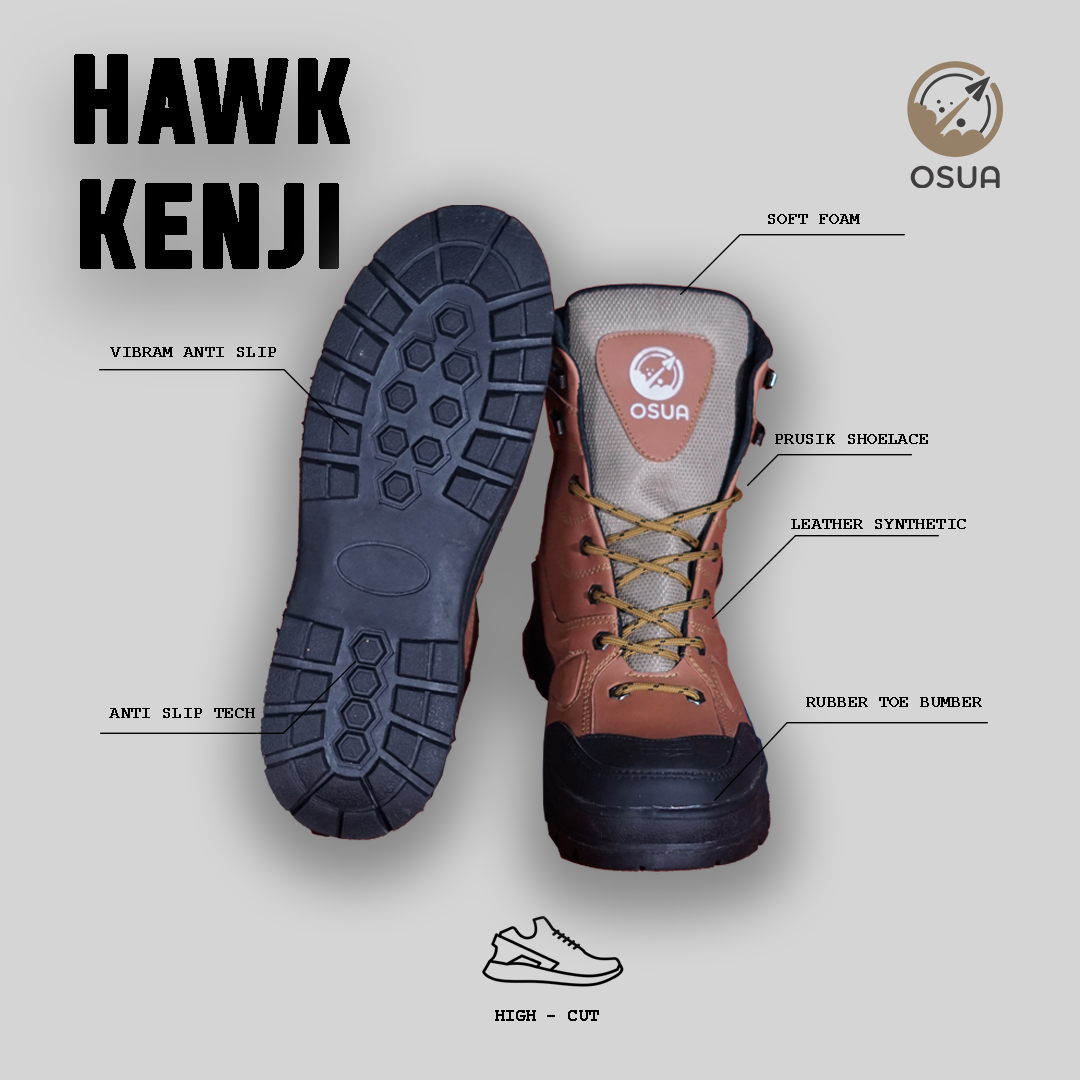 HAWK
KENJI
OSUA
SOFT FOAM
VIBRAM ANTI SLIP
OSUA
PRUSIK SHOELACE
LEATHER SYNTHETIC
ANTI SLIP TECH
RUBBER TOE BUMBER
HIGH - CUT